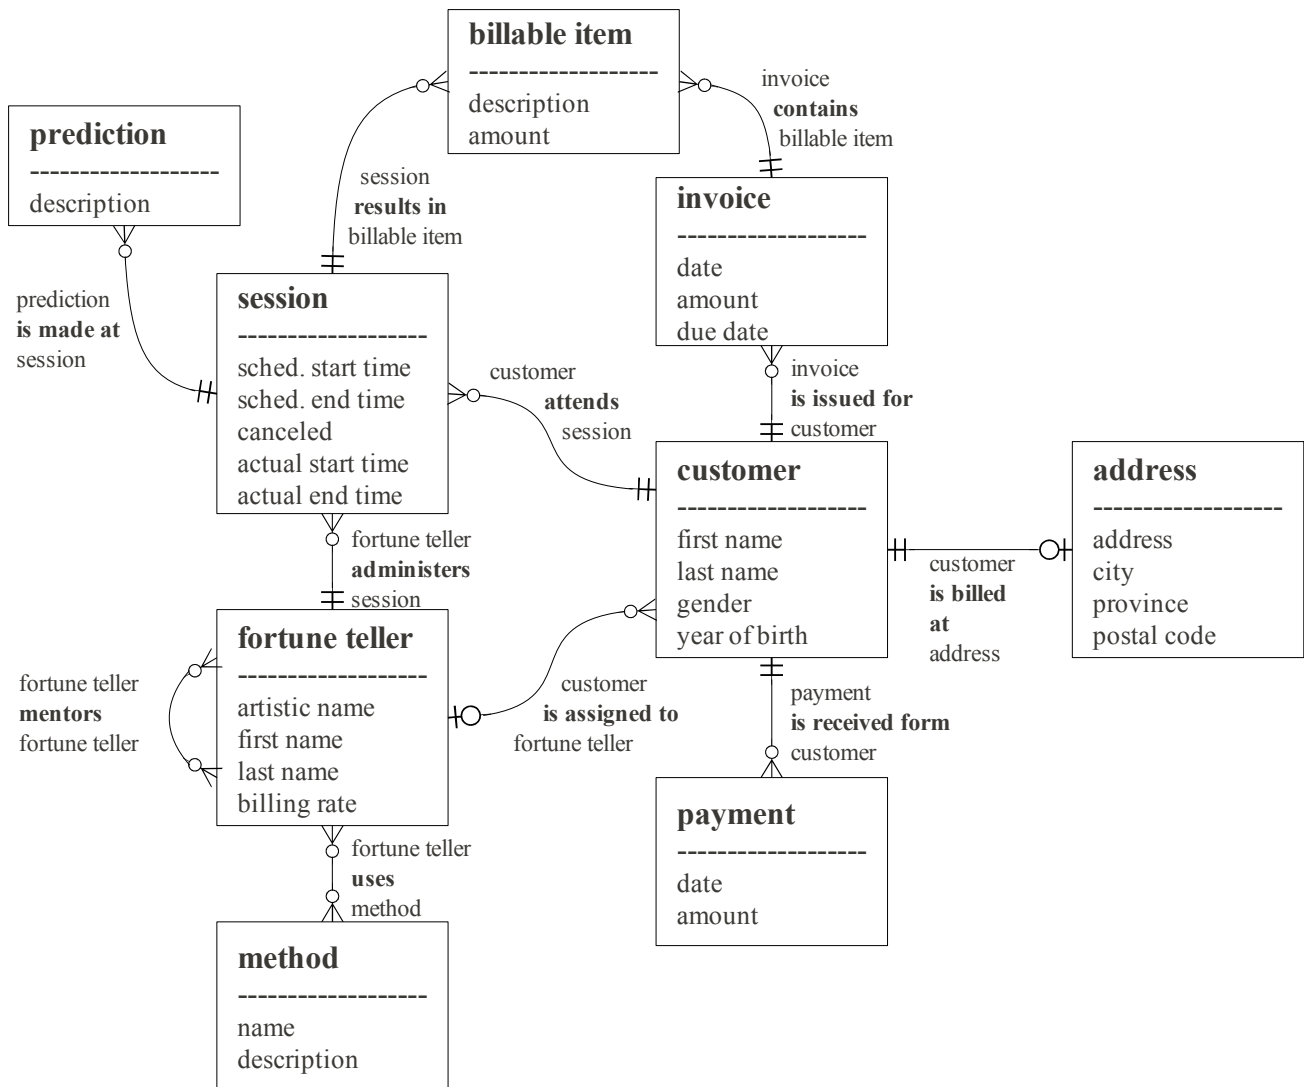 billable item
-------------------
description
amount
invoice
contains
billable item
prediction
-------------------
description
session
results in
billable item
invoice
-------------------
date
amount
due date
prediction
is made at
session
session
-------------------
sched. start time
sched. end time
canceled
actual start time
actual end time
customer
attends
session
invoice
is issued for
customer
customer
-------------------
first name
last name
gender
year of birth
address
-------------------
address
city
province
postal code
customer
is billed
at
address
fortune teller
administers
session
fortune teller
-------------------
artistic name
first name
last name
billing rate
fortune teller
mentors
fortune teller
customer
is assigned to
fortune teller
payment
is received form
customer
payment
-------------------
date
amount
fortune teller
uses
method
method
-------------------
name
description